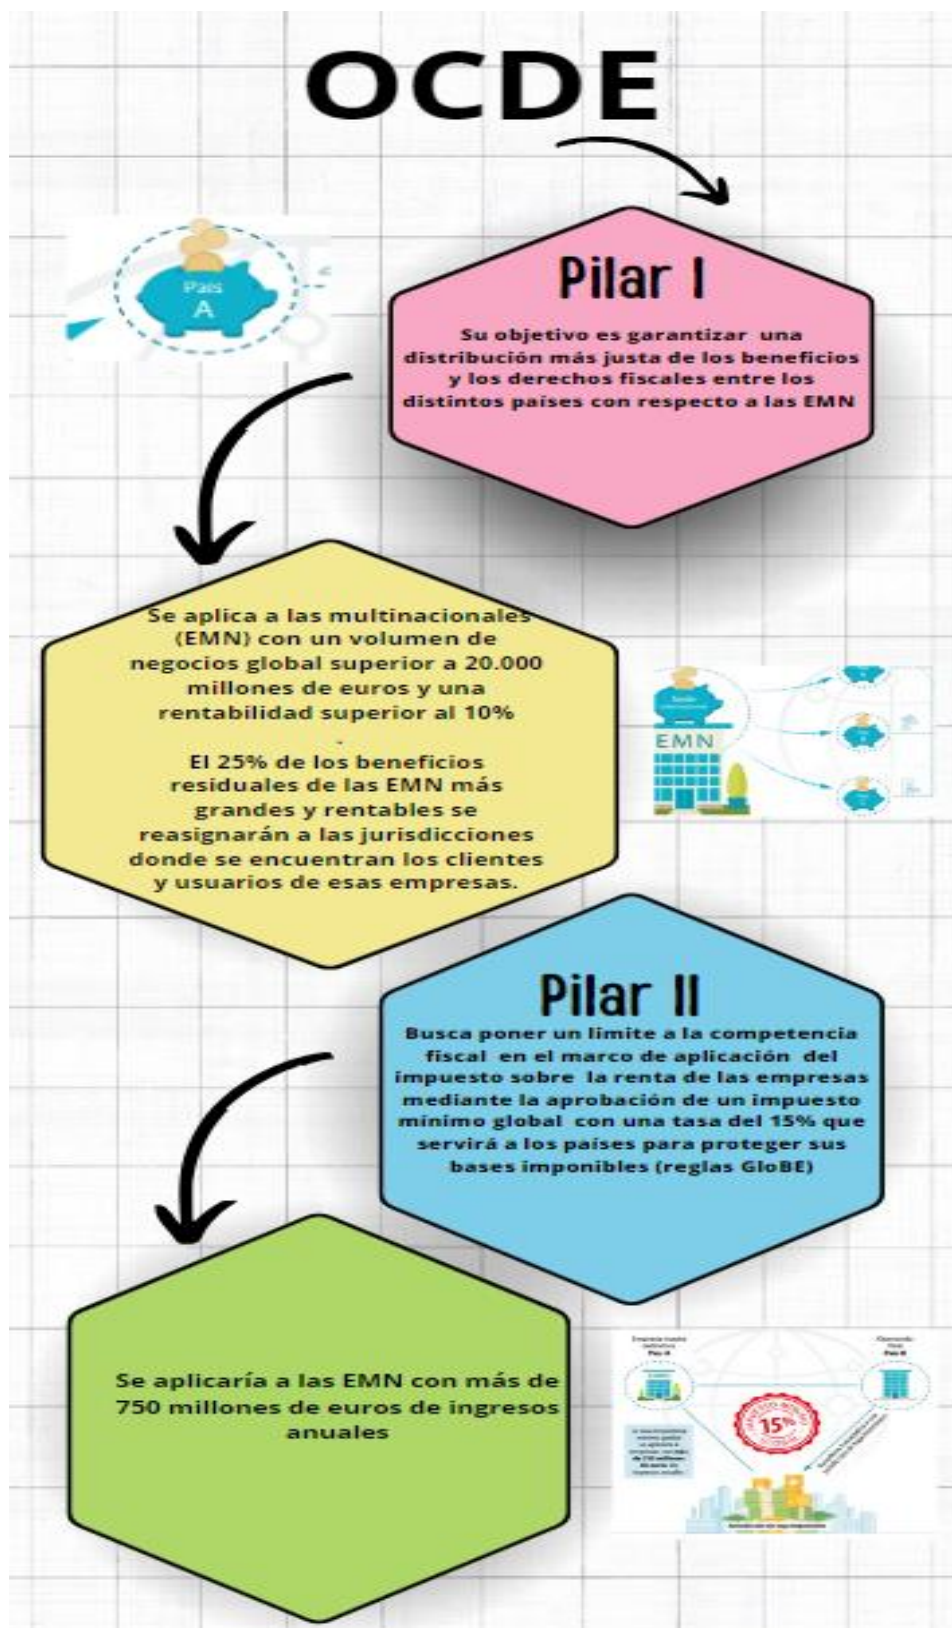 OCDE
País
A
Pilar I
Su objetivo es garantizar una
distribución más justa de los beneficios
y los derechos fiscales entre los
distintos países con respecto a las EMN
Se aplica a las multinacionales
(EMN) con un volumen de
negocios global superior a 20.000
millones de euros y una
rentabilidad superior al 10%
.
El 25% de los beneficios
residuales de las EMN más
grandes y rentables se
reasignarán a las jurisdicciones
donde se encuentran los clientes
y usuarios de esas empresas.
EMN
Pilar II
Busca poner un límite a la competencia
fiscal en el marco de aplicación del
impuesto sobre la renta de las empresas
mediante la aprobación de un impuesto
mínimo global con una tasa del 15% que
servirá a los países para proteger sus
bases imponibles (reglas GloBE)
Se aplicaría a las EMN con más de
750 millones de euros de ingresos
anuales
Empresa matriz
País A
15%